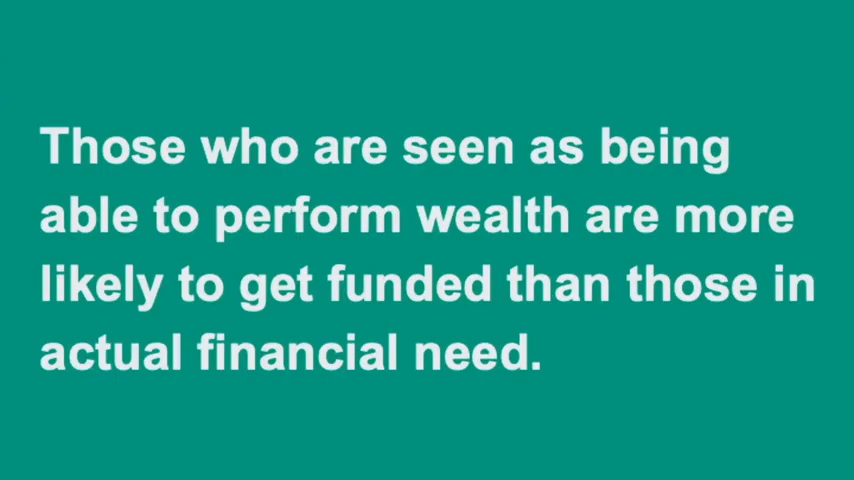 Those who are seen as being
able to perform wealth are more
likely to get funded than those in
actual financial need.